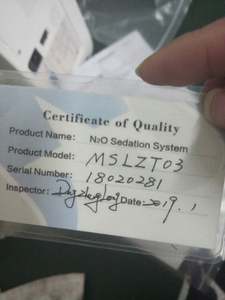 Certificate of Quality
Product Name: N₂O Sedation System
Product Model: MSLZT03
Serial Number: 18020281
Inspector: Date: 2019.1